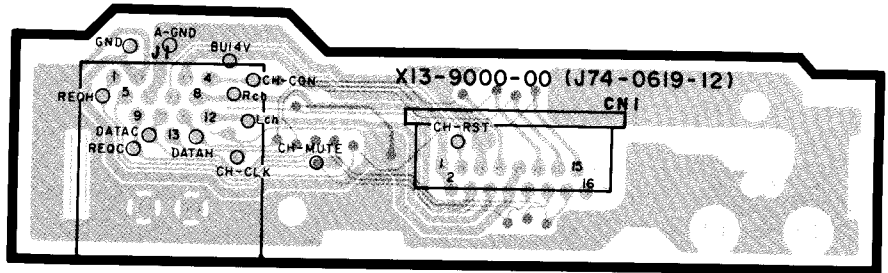 A-GND
GND
J1
BU14V
X13-9000-00 (J74-0619-12)
1 4 CH-CON
REQH 5 8 Rch
CN1
9 12 Lch
DATAC 13 CH-RST
REQC DATAH CH-MUTE
CH-CLK
1 15
2 16